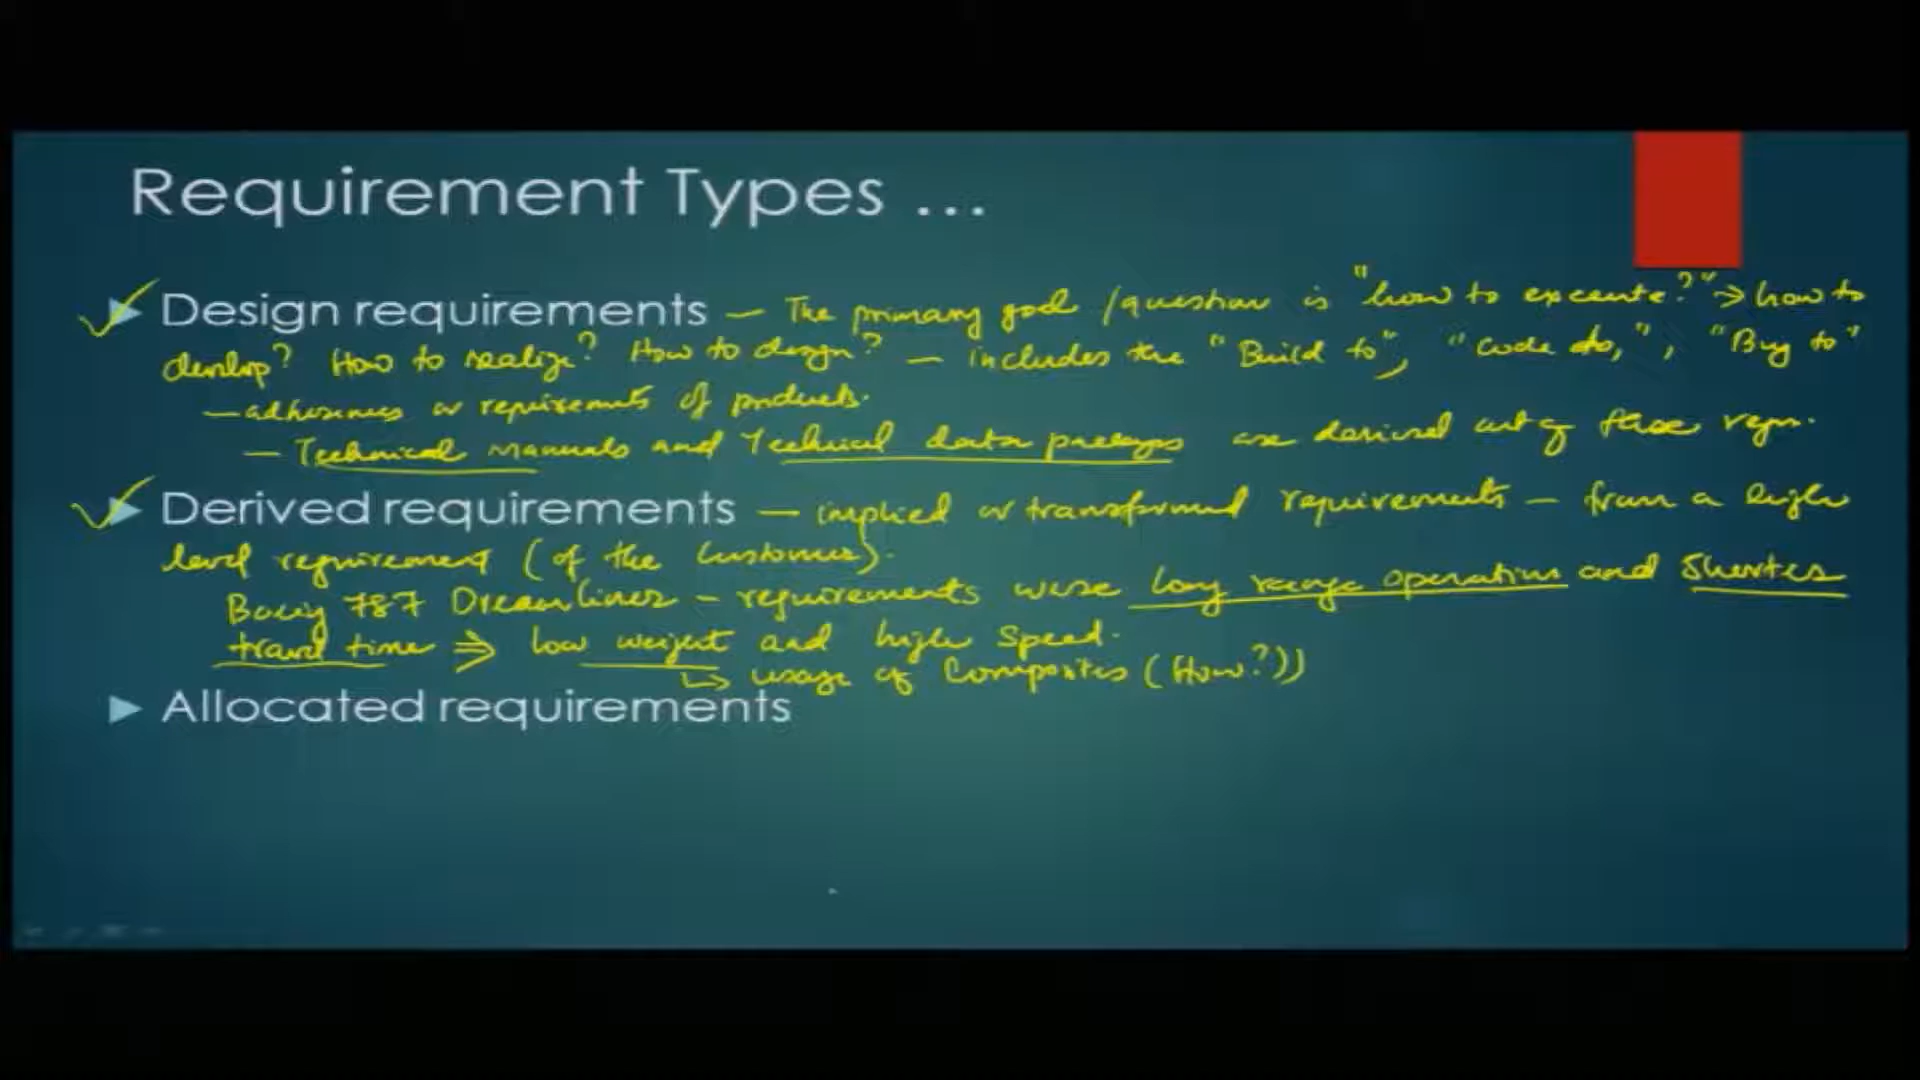 Requirement Types ...
Design requirements — The primary goal /question is "how to execute?" → how to
develop? How to realize? How to design? — includes the "Build to", "Code to," , "Buy to"
— or requirements of products.
— Technical manuals and Technical data packages are derived out of these reqm.
Derived requirements — implied or transformed requirements — from a high
level requirement (of the customer).
Boeing 787 Dreamliner – requirements were long range operation and shorter
travel time ⇒ low weight and high speed.
↳ usage of Composites (How?))
Allocated requirements